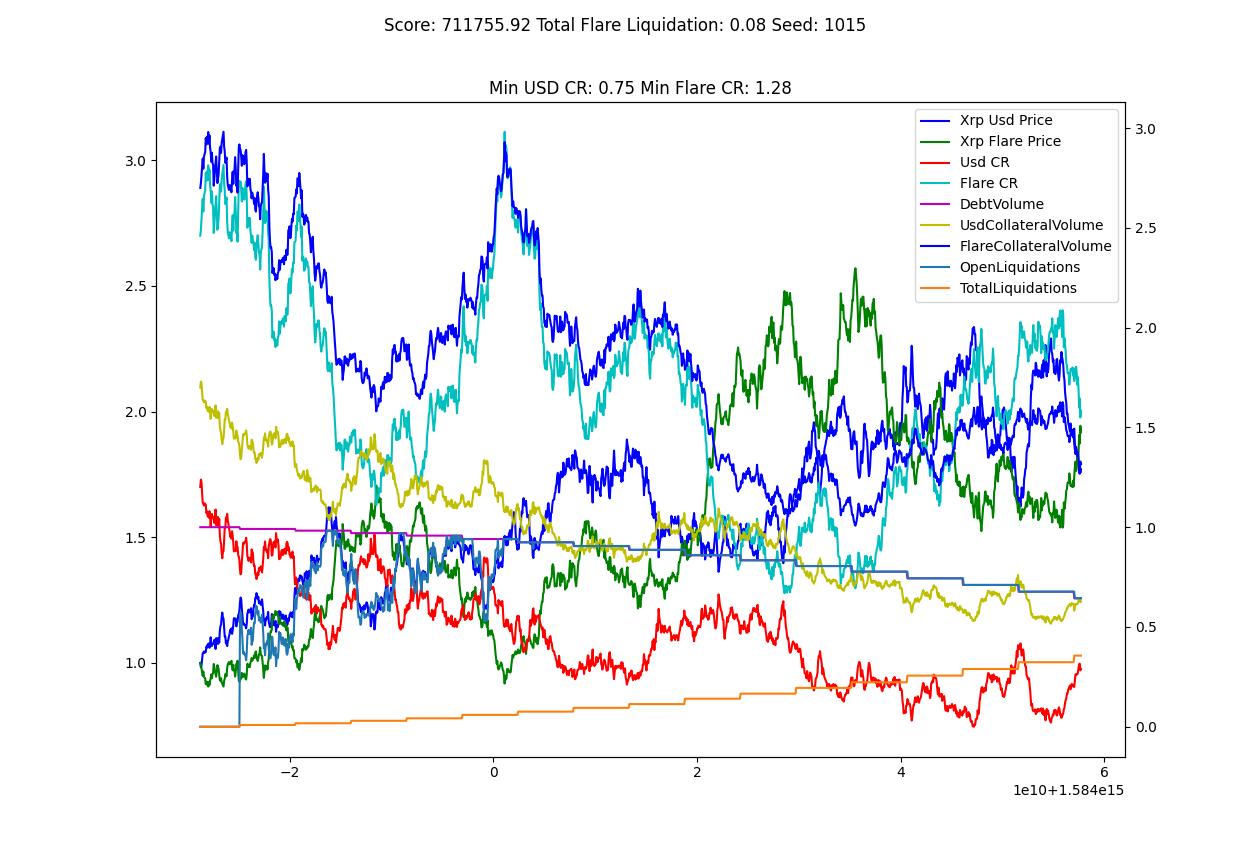 Score: 711755.92 Total Flare Liquidation: 0.08 Seed: 1015
Min USD CR: 0.75 Min Flare CR: 1.28
Xrp Usd Price
Xrp Flare Price
Usd CR
Flare CR
DebtVolume
UsdCollateralVolume
FlareCollateralVolume
OpenLiquidations
TotalLiquidations
3.0
2.5
2.0
1.5
1.0
3.0
2.5
2.0
1.5
1.0
0.5
0.0
−2 0 2 4 6
1e10+1.584e15